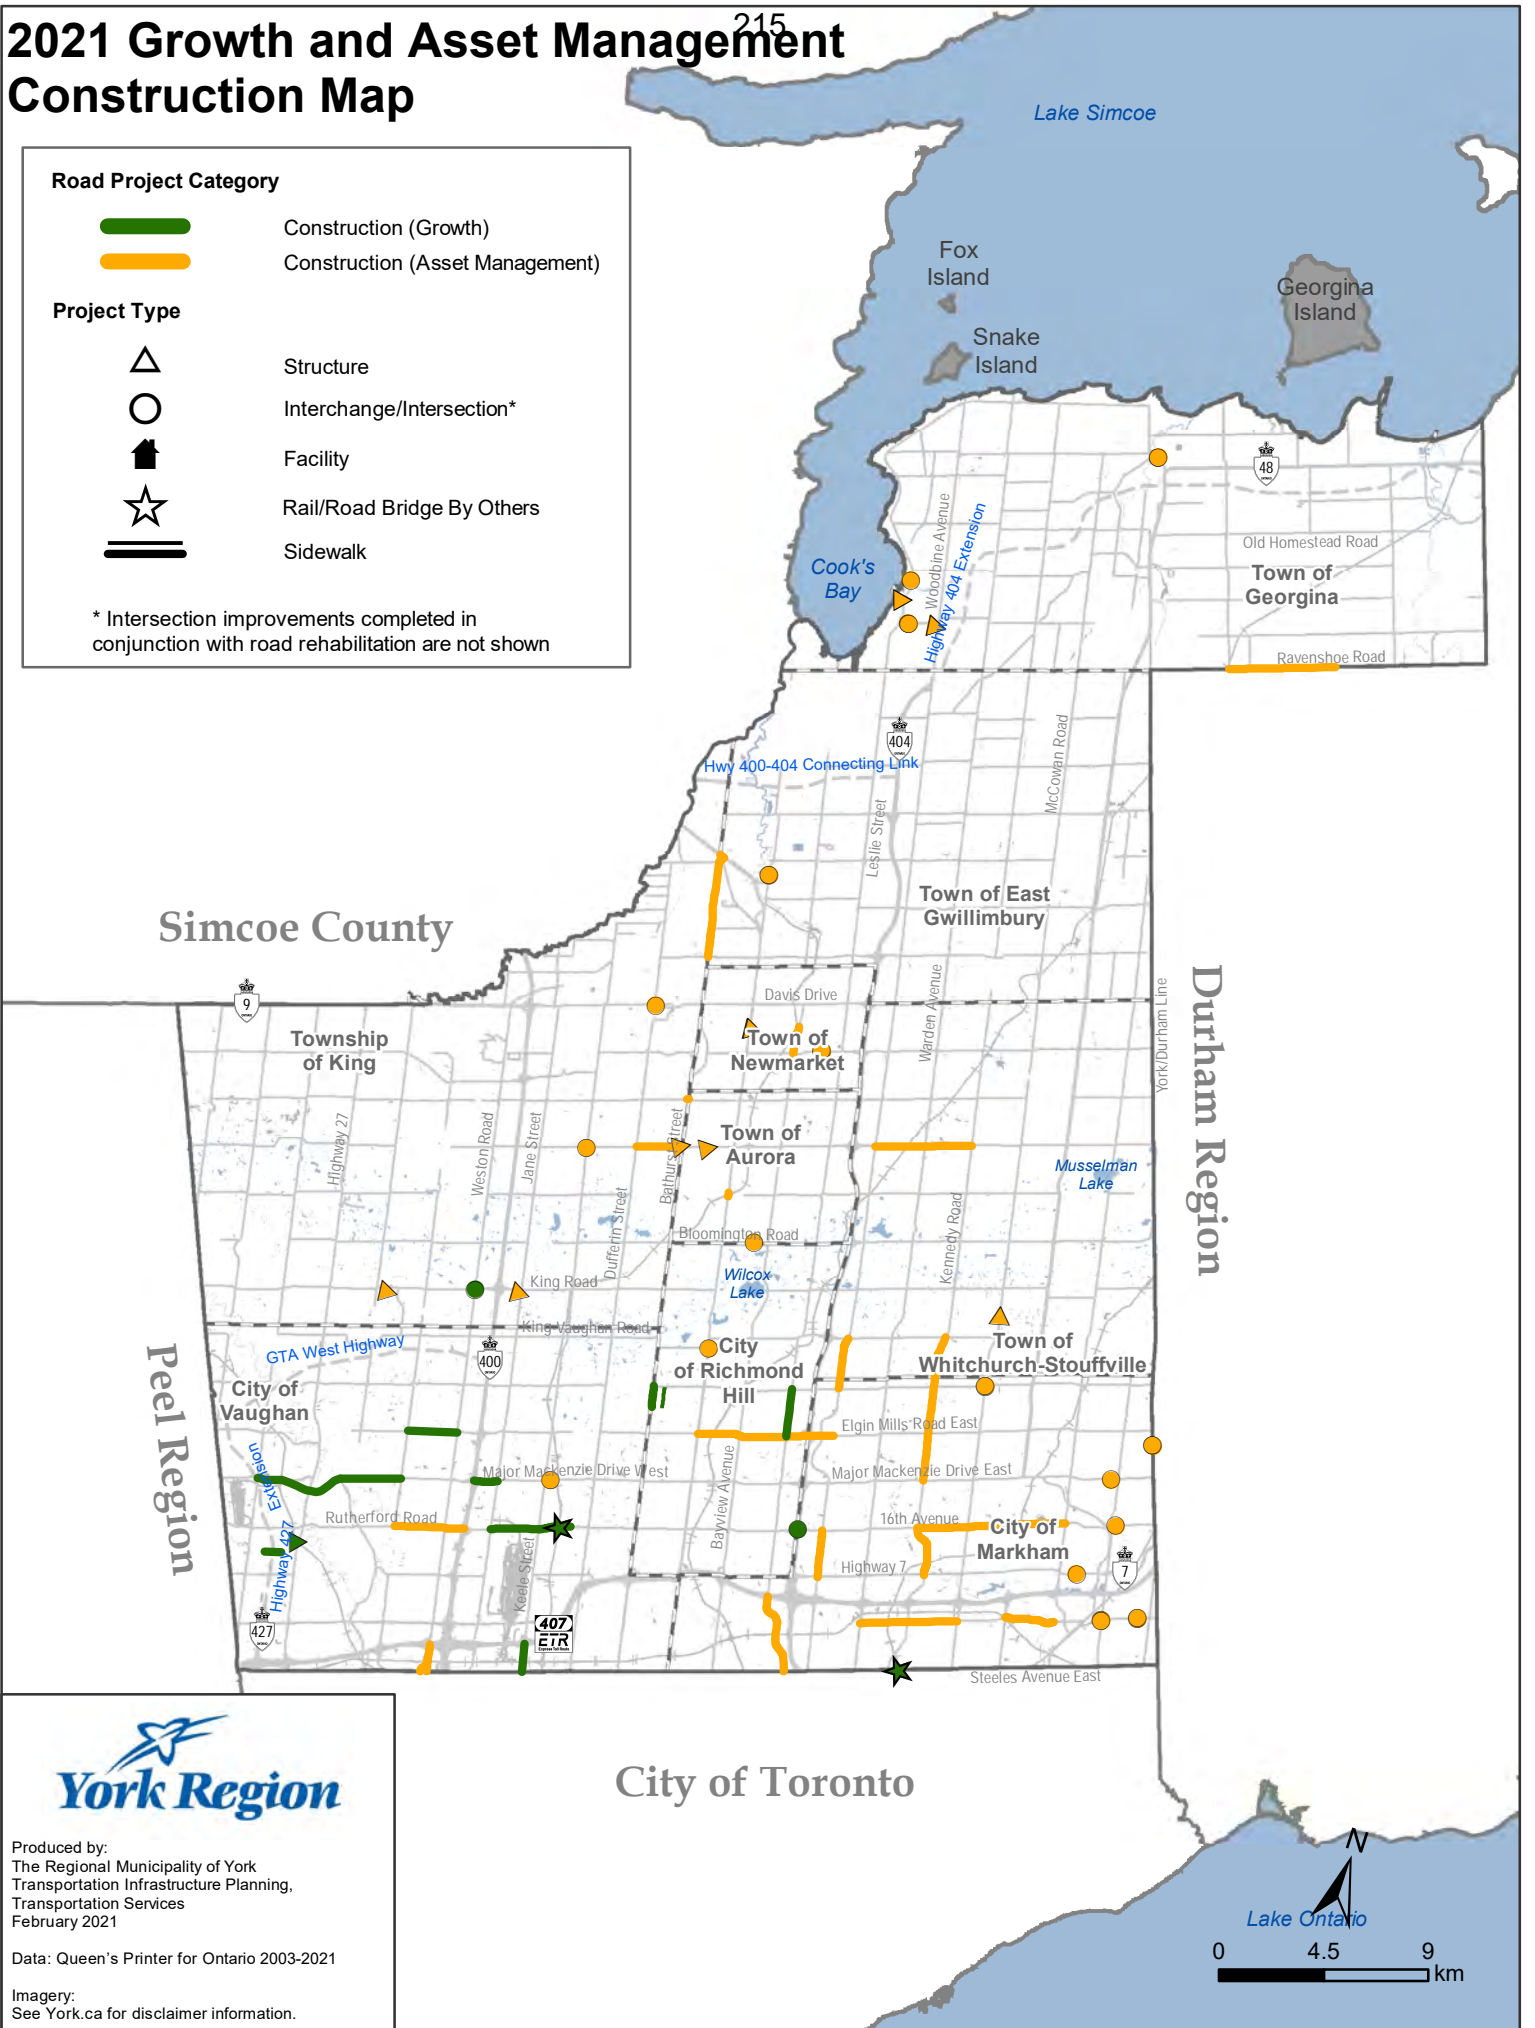 215
2021 Growth and Asset Management
Construction Map
Road Project Category
Construction (Growth)
Construction (Asset Management)
Project Type
Structure
Interchange/Intersection*
Facility
Rail/Road Bridge By Others
Sidewalk
* Intersection improvements completed in
conjunction with road rehabilitation are not shown
Lake Simcoe
Fox
Island
Georgina
Island
Snake
Island
48
Woodbine Avenue
Highway 404 Extension
Old Homestead Road
Cook's
Bay
Town of
Georgina
Ravenshoe Road
404
McCowan Road
Hwy 400-404 Connecting Link
Leslie Street
Town of East
Gwillimbury
Simcoe County
9
Davis Drive
Warden Avenue
York/Durham Line
Durham Region
Township
of King
Town of
Newmarket
Highway 27
Weston Road
Jane Street
Bathurst Street
Town of
Aurora
Musselman
Lake
Dufferin Street
Kennedy Road
Bloomington Road
King Road
Wilcox
Lake
King-Vaughan Road
GTA West Highway
400
City
of Richmond
Hill
Town of
Whitchurch-Stouffville
Peel Region
City of
Vaughan
Elgin Mills Road East
Major Mackenzie Drive West
Bayview Avenue
Major Mackenzie Drive East
Highway 427 Extension
Rutherford Road
16th Avenue
City of
Markham
Highway 7
7
Keele Street
427
407
ETR
Express Toll Route
Steeles Avenue East
City of Toronto
York Region
Produced by:
The Regional Municipality of York
Transportation Infrastructure Planning,
Transportation Services
February 2021
Data: Queen's Printer for Ontario 2003-2021
Imagery:
See York.ca for disclaimer information.
N
Lake Ontario
0 4.5 9
km